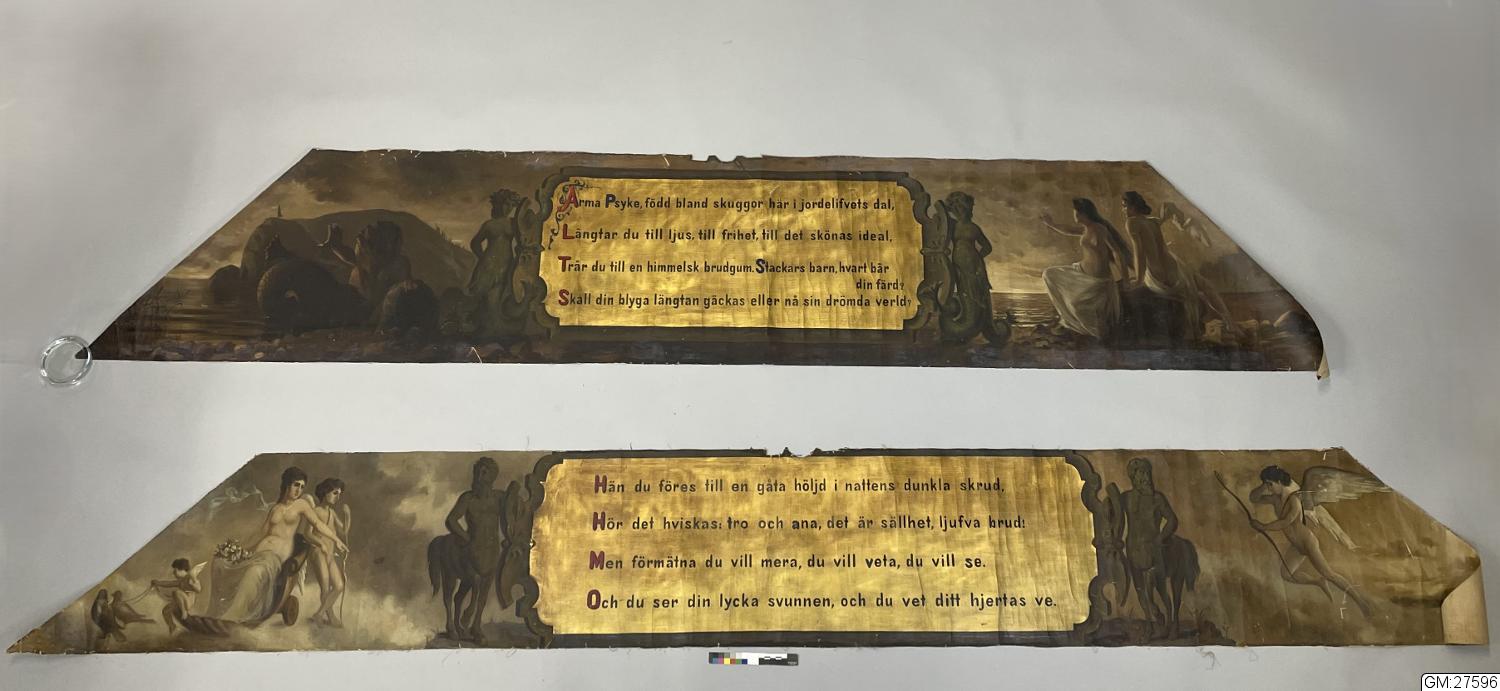 Arma Psyke, född bland skuggor här i jordelifvets dal,
Längtar du till ljus, till frihet, till det skönas ideal,
Trår du till en himmelsk brudgum. Stackars barn, hvart bär
din färd?
Skall din blyga längtan gäckas eller nå sin drömda verld?
Hän du föres till en gåta höljd i nattens dunkla skrud,
Hör det hviskas: tro och ana, det är sällhet, ljufva brud!
Men förmätna du vill mera, du vill veta, du vill se.
Och du ser din lycka svunnen, och du vet ditt hjertas ve.
GM:27596